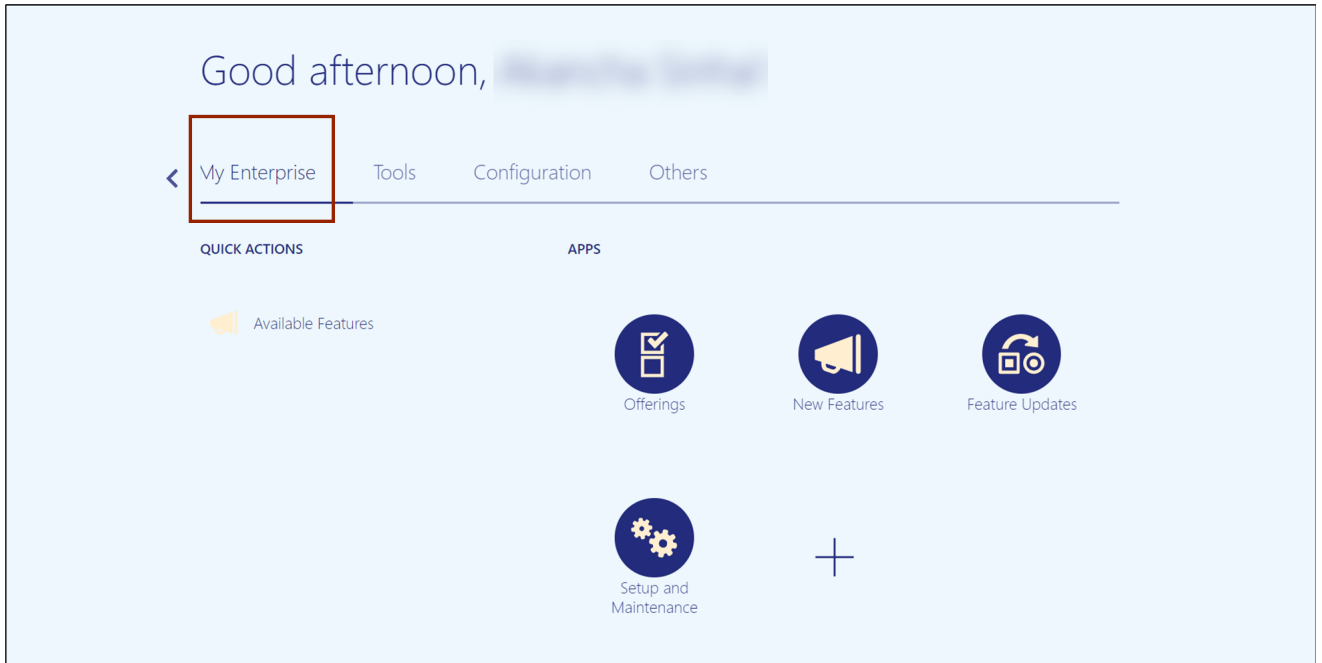 Good afternoon,
My Enterprise Tools Configuration Others
QUICK ACTIONS APPS
Available Features
Offerings New Features Feature Updates
Setup and
Maintenance